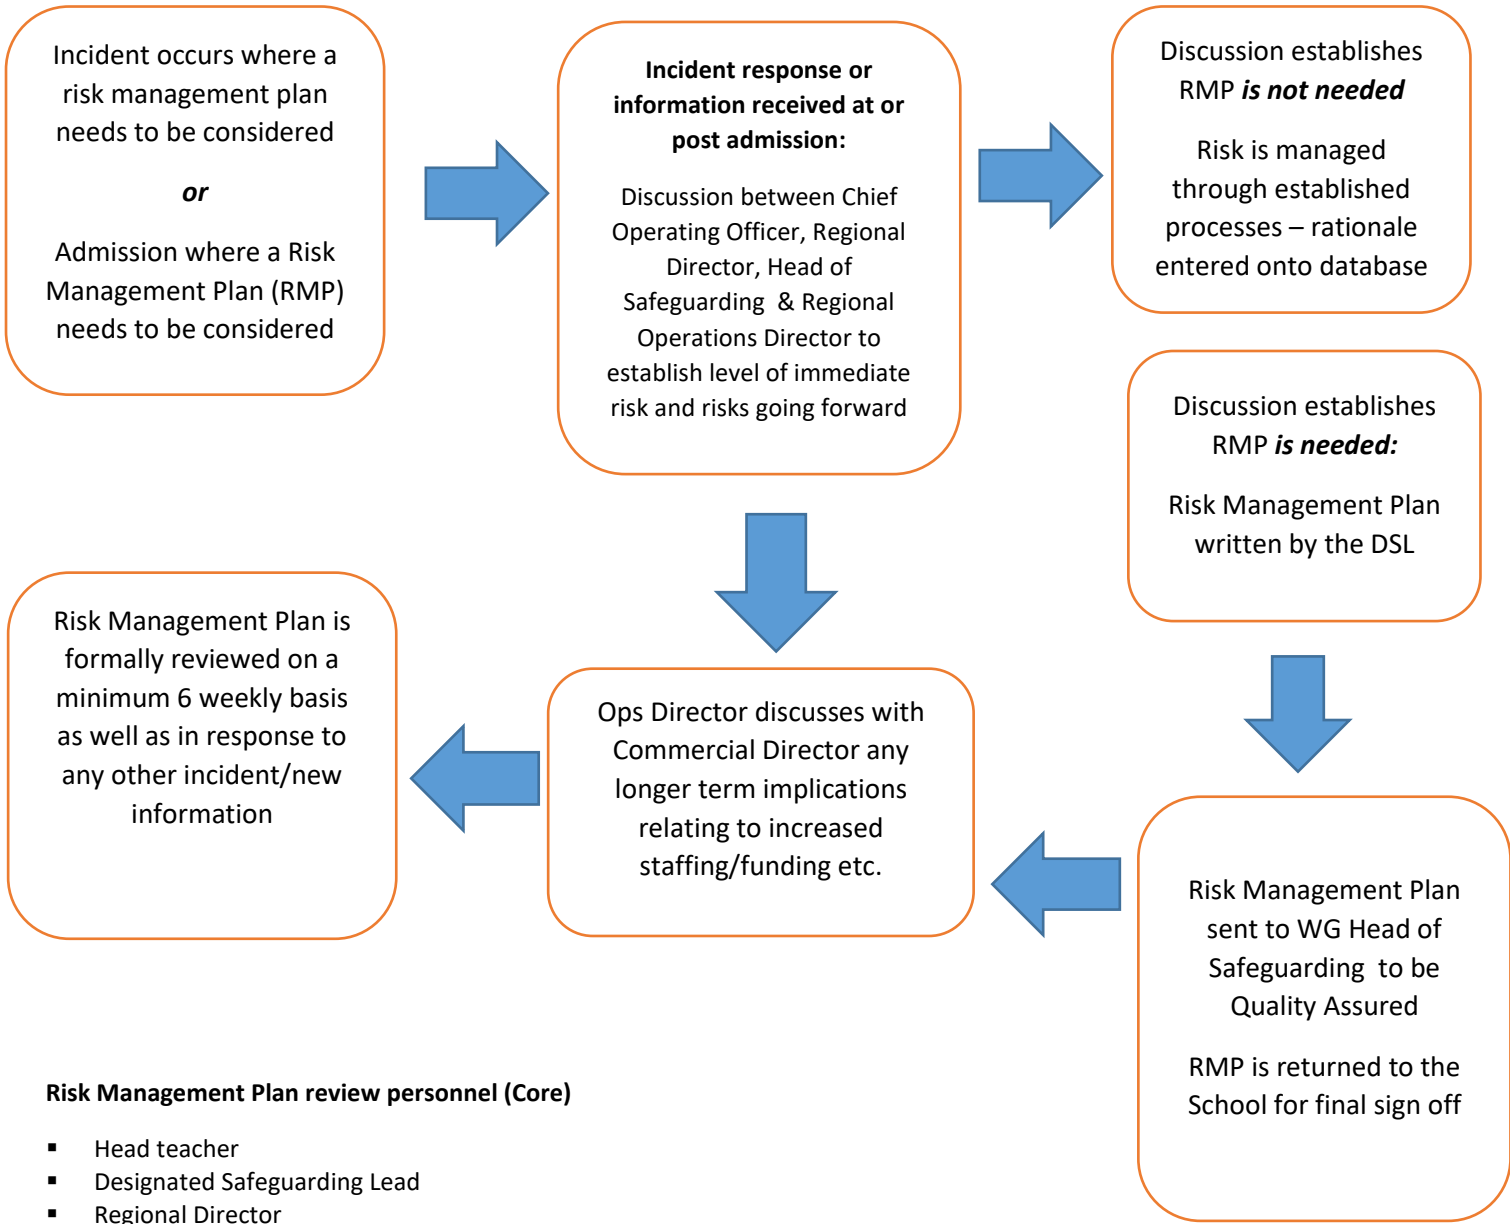 Incident occurs where a
risk management plan
needs to be considered
or
Admission where a Risk
Management Plan (RMP)
needs to be considered
Incident response or
information received at or
post admission:
Discussion between Chief
Operating Officer, Regional
Director, Head of
Safeguarding & Regional
Operations Director to
establish level of immediate
risk and risks going forward
Discussion establishes
RMP is not needed
Risk is managed
through established
processes – rationale
entered onto database
Discussion establishes
RMP is needed:
Risk Management Plan
written by the DSL
Risk Management Plan
sent to WG Head of
Safeguarding to be
Quality Assured
RMP is returned to the
School for final sign off
Ops Director discusses with
Commercial Director any
longer term implications
relating to increased
staffing/funding etc.
Risk Management Plan is
formally reviewed on a
minimum 6 weekly basis
as well as in response to
any other incident/new
information
Risk Management Plan review personnel (Core)
▪ Head teacher
▪ Designated Safeguarding Lead
▪ Regional Director